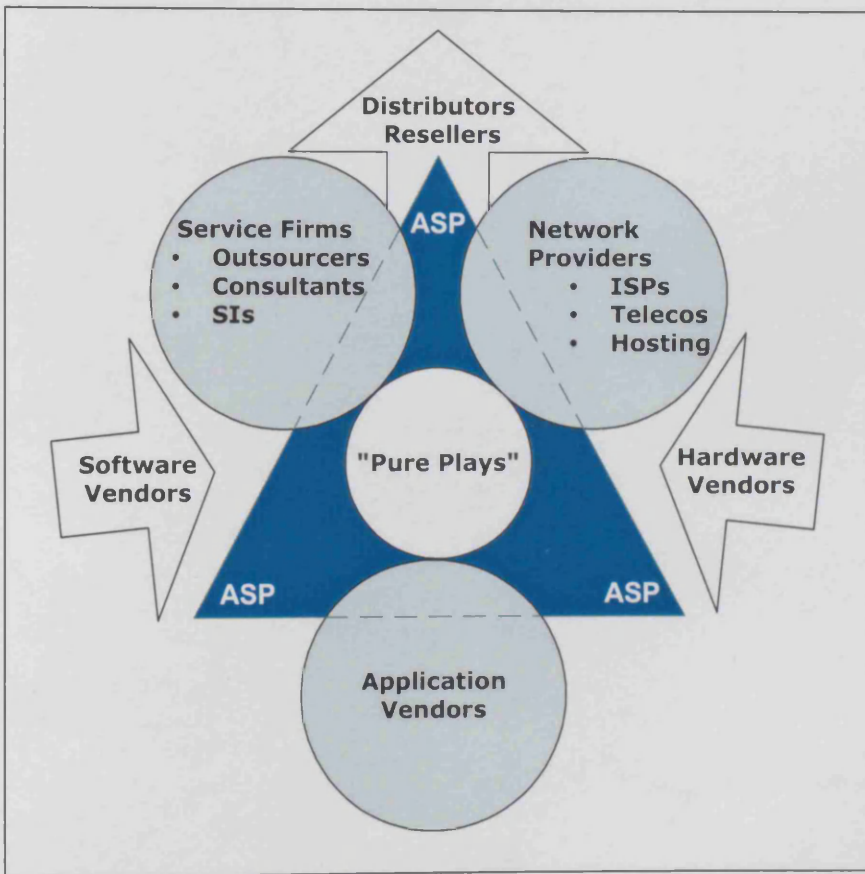 Distributors
Resellers
ASP
Service Firms
• Outsourcers
• Consultants
• SIs
Network
Providers
• ISPs
• Telecos
• Hosting
Software
Vendors
"Pure Plays"
Hardware
Vendors
ASP
ASP
Application
Vendors